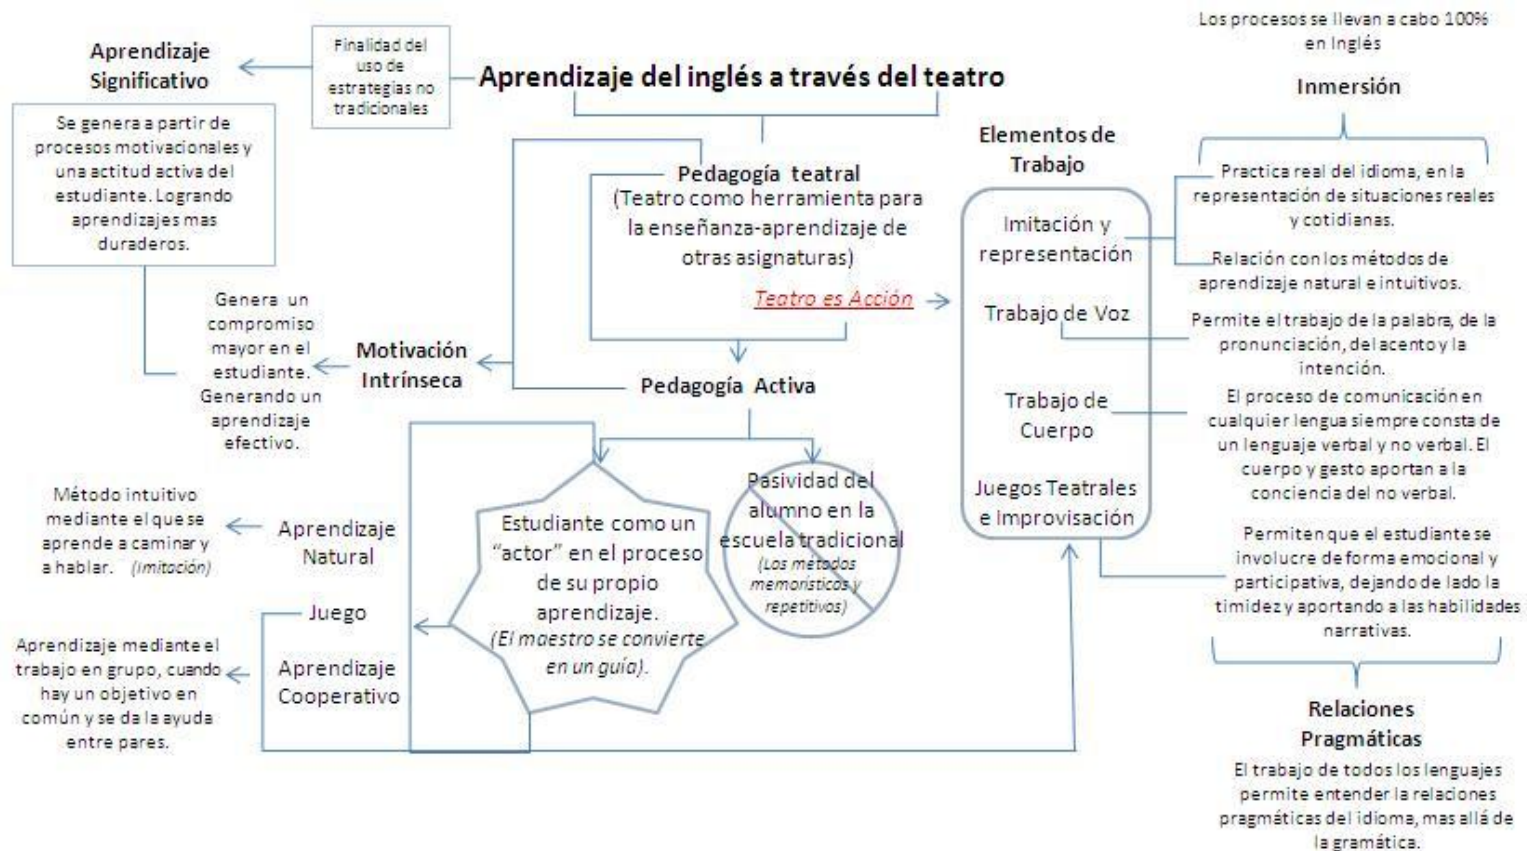 Aprendizaje del inglés a través del teatro
Finalidad del
uso de
estrategias no
tradicionales
Aprendizaje
Significativo
Se genera a partir de
procesos motivacionales y
una actitud activa del
estudiante. Logrando
aprendizajes mas
duraderos.
Genera un
compromiso
mayor en el
estudiante.
Generando un
aprendizaje
efectivo.
Motivación
Intrínseca
Pedagogía teatral
(Teatro como herramienta para
la enseñanza-aprendizaje de
otras asignaturas)
Teatro es Acción
Pedagogía Activa
Estudiante como un
“actor” en el proceso
de su propio
aprendizaje.
(El maestro se convierte
en un guía).
Pasividad del
alumno en la
escuela tradicional
(Los métodos
memorísticos y
repetitivos)
Método intuitivo
mediante el que se
aprende a caminar y
a hablar. (Imitación)
Aprendizaje
Natural
Juego
Aprendizaje
Cooperativo
Aprendizaje mediante el
trabajo en grupo, cuando
hay un objetivo en
común y se da la ayuda
entre pares.
Elementos de
Trabajo
Imitación y
representación
Trabajo de Voz
Trabajo de
Cuerpo
Juegos Teatrales
e Improvisación
Los procesos se llevan a cabo 100%
en Inglés
Inmersión
Practica real del idioma, en la
representación de situaciones reales
y cotidianas.
Relación con los métodos de
aprendizaje natural e intuitivos.
Permite el trabajo de la palabra, de la
pronunciación, del acento y la
intención.
El proceso de comunicación en
cualquier lengua siempre consta de
un lenguaje verbal y no verbal. El
cuerpo y gesto aportan a la
conciencia del no verbal.
Permiten que el estudiante se
involucre de forma emocional y
participativa, dejando de lado la
timidez y aportando a las habilidades
narrativas.
Relaciones
Pragmáticas
El trabajo de todos los lenguajes
permite entender la relaciones
pragmáticas del idioma, mas allá de
la gramática.